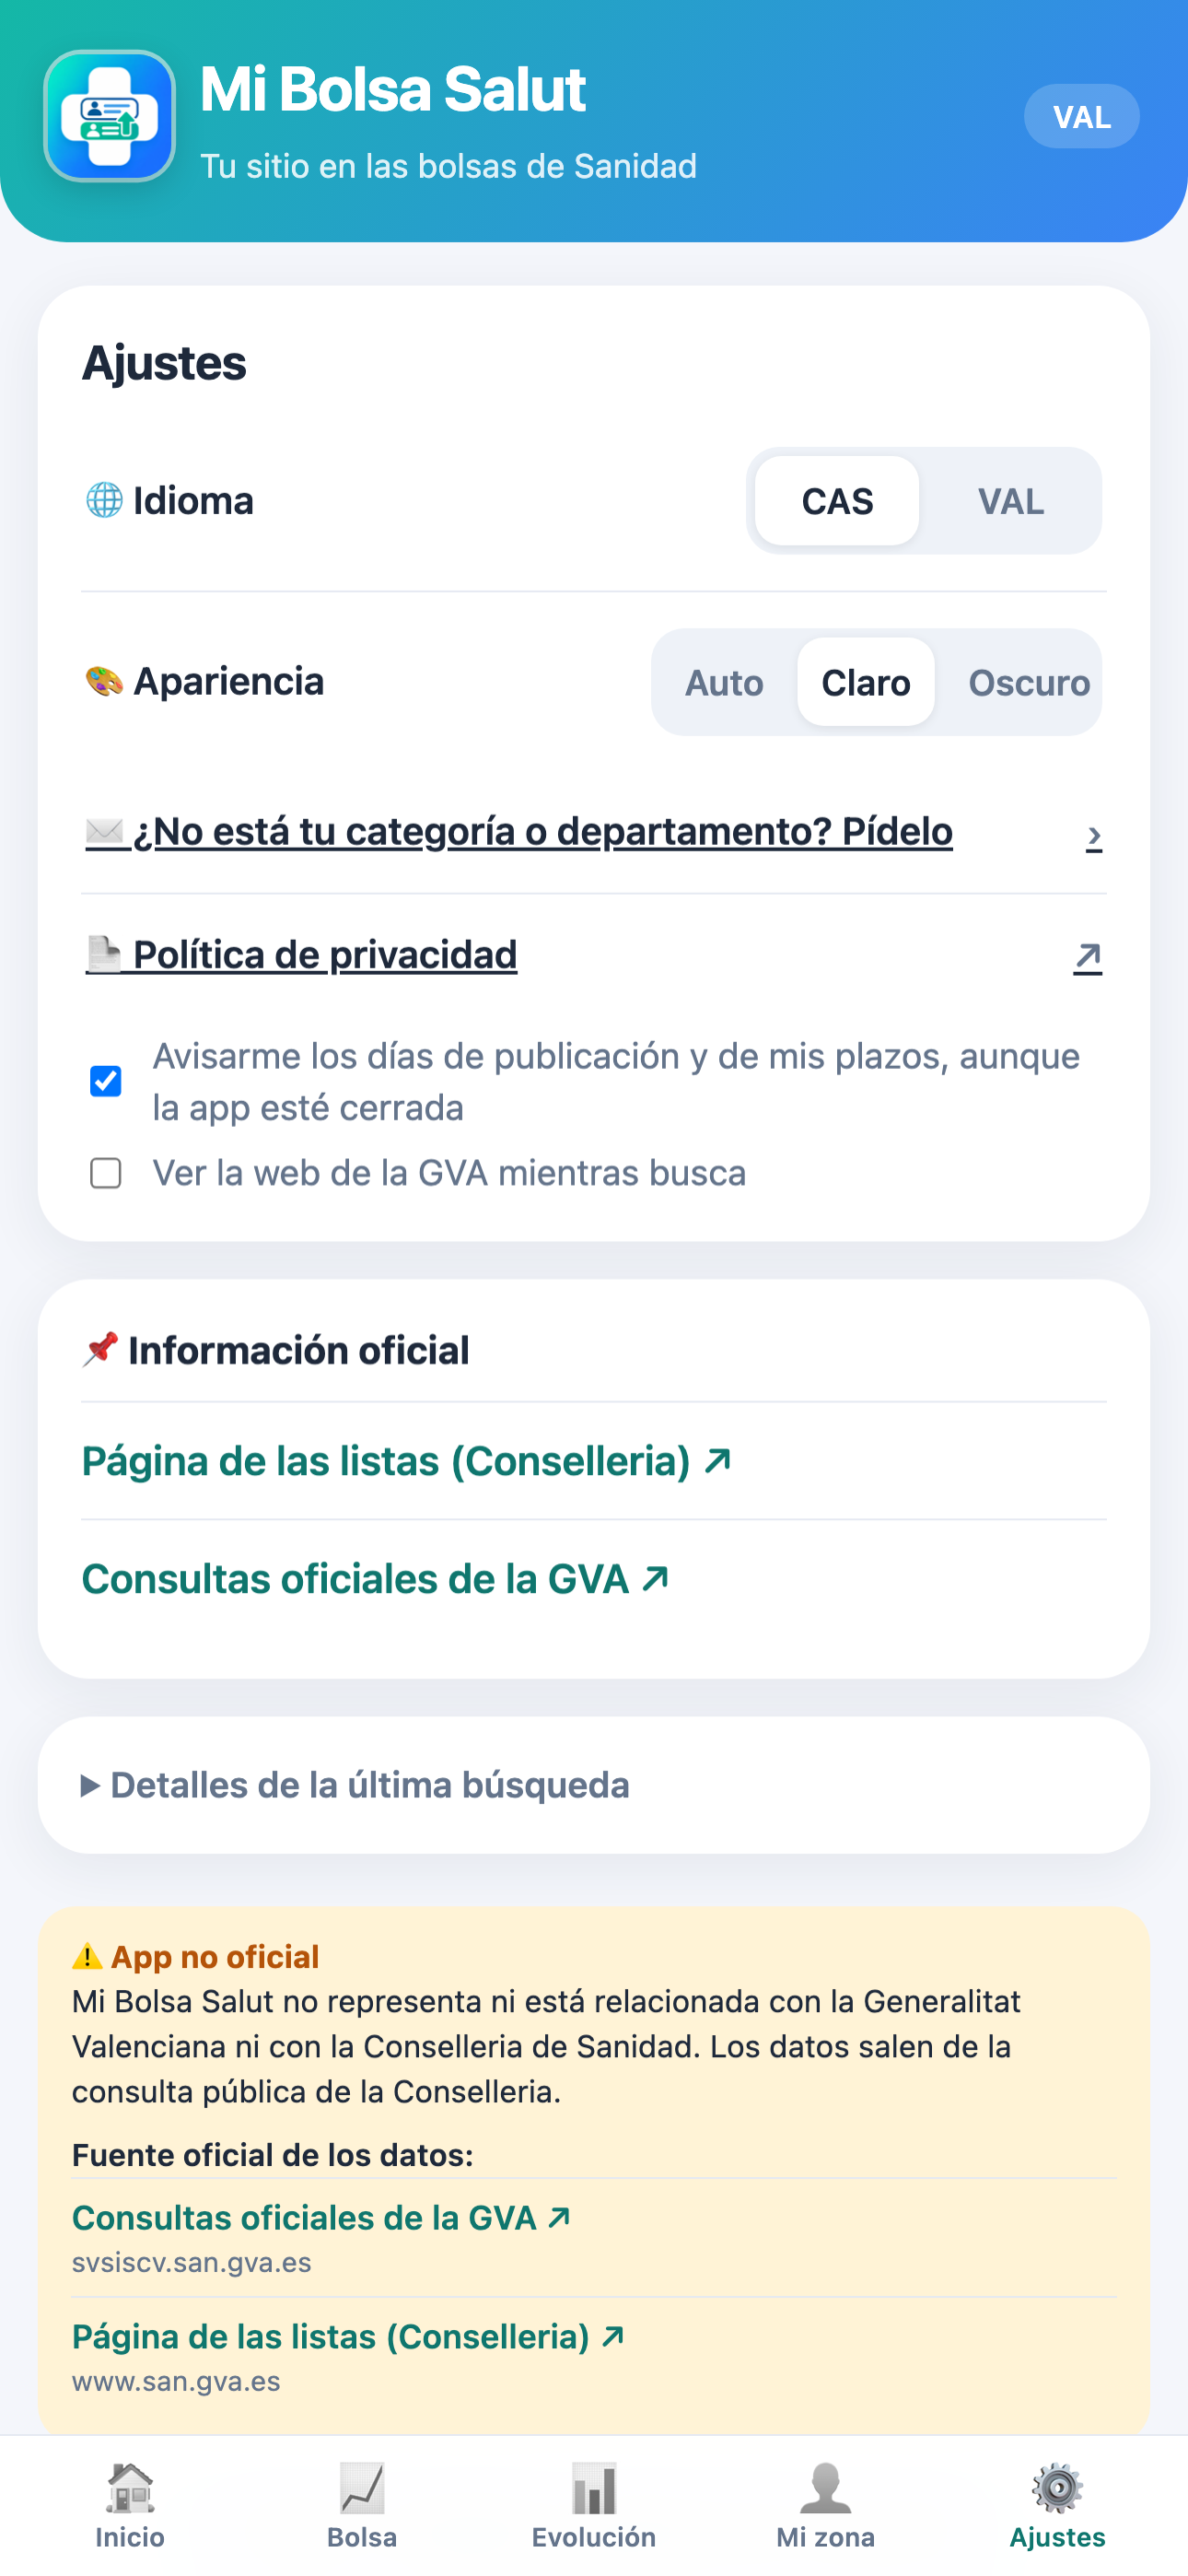 Mi Bolsa Salut
Tu sitio en las bolsas de Sanidad
VAL
Ajustes
🌐 Idioma
CAS
VAL
🎨 Apariencia
Auto
Claro
Oscuro
✉️ ¿No está tu categoría o departamento? Pídelo ›
📄 Política de privacidad ↗
Avisarme los días de publicación y de mis plazos, aunque
la app esté cerrada
Ver la web de la GVA mientras busca
📌 Información oficial
Página de las listas (Conselleria) ↗
Consultas oficiales de la GVA ↗
▶ Detalles de la última búsqueda
⚠️ App no oficial
Mi Bolsa Salut no representa ni está relacionada con la Generalitat
Valenciana ni con la Conselleria de Sanidad. Los datos salen de la
consulta pública de la Conselleria.
Fuente oficial de los datos:
Consultas oficiales de la GVA ↗
svsiscv.san.gva.es
Página de las listas (Conselleria) ↗
www.san.gva.es
Inicio
Bolsa
Evolución
Mi zona
Ajustes